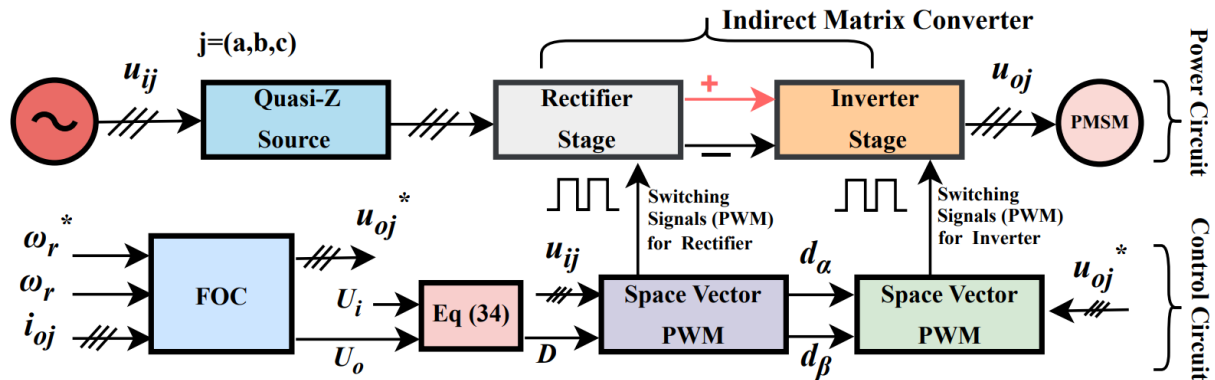 Indirect Matrix Converter
j=(a,b,c)
u_ij
Quasi-Z
Source
Rectifier
Stage
+
−
Inverter
Stage
u_oj
PMSM
Power Circuit
Switching
Signals (PWM)
for Rectifier
Switching
Signals (PWM)
for Inverter
ω_r*
ω_r
i_oj
FOC
u_oj*
U_o
U_i
Eq (34)
D
u_ij
Space Vector
PWM
d_α
d_β
Space Vector
PWM
u_oj*
Control Circuit